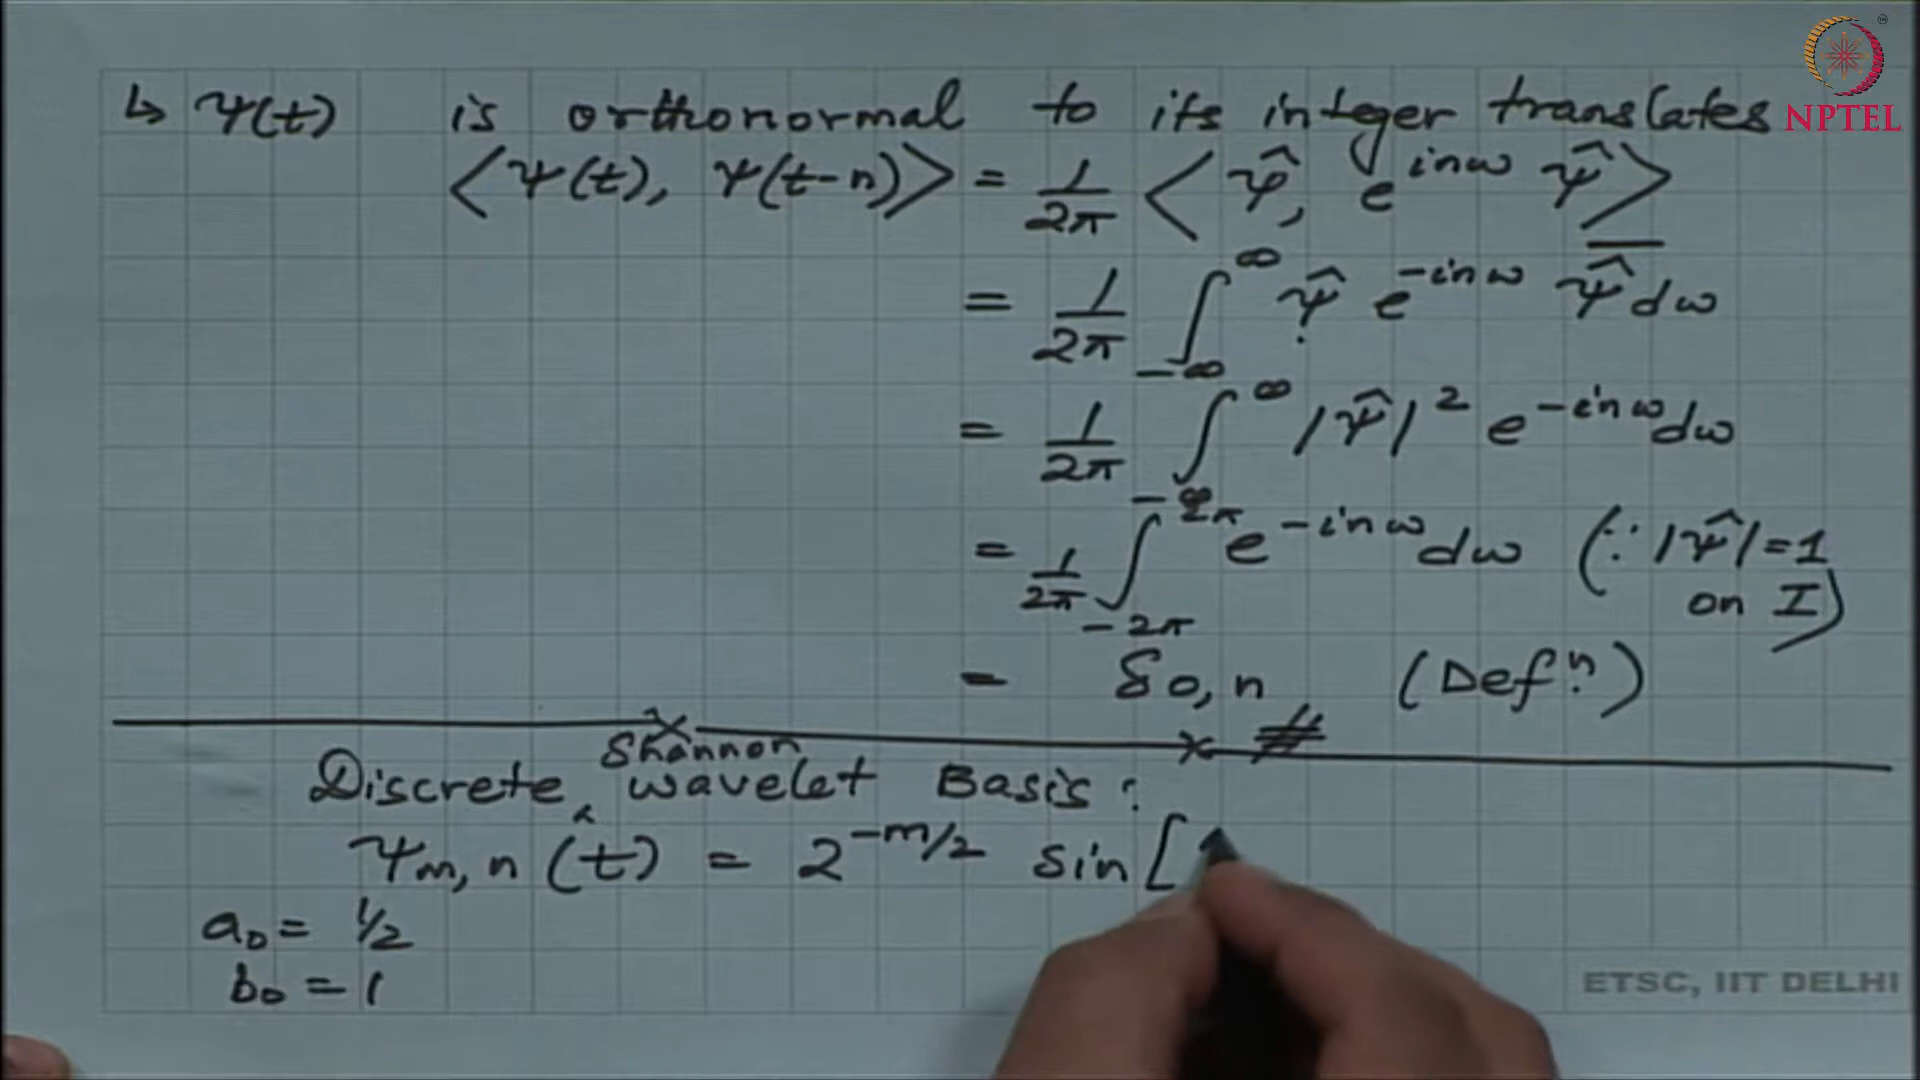 ↳ ψ(t) is orthonormal to its integer translates
NPTEL
⟨ψ(t), ψ(t-n)⟩ = 1/2π ⟨ψ̂, e^{inω} ψ̂⟩
= 1/2π ∫_{-∞}^{∞} ψ̂ e^{-inω} \overline{ψ̂} dω
= 1/2π ∫_{-∞}^{∞} |ψ̂|² e^{-inω} dω
= 1/2π ∫_{-2π}^{2π} e^{-inω} dω (∵ |ψ̂| = 1
on I)
= δ0,n (Defⁿ)
#
Shannon
Discrete ‸ wavelet Basis :
ψm,n (t) = 2^{-m/2} sin [
a0 = 1/2
b0 = 1
ETSC, IIT DELHI